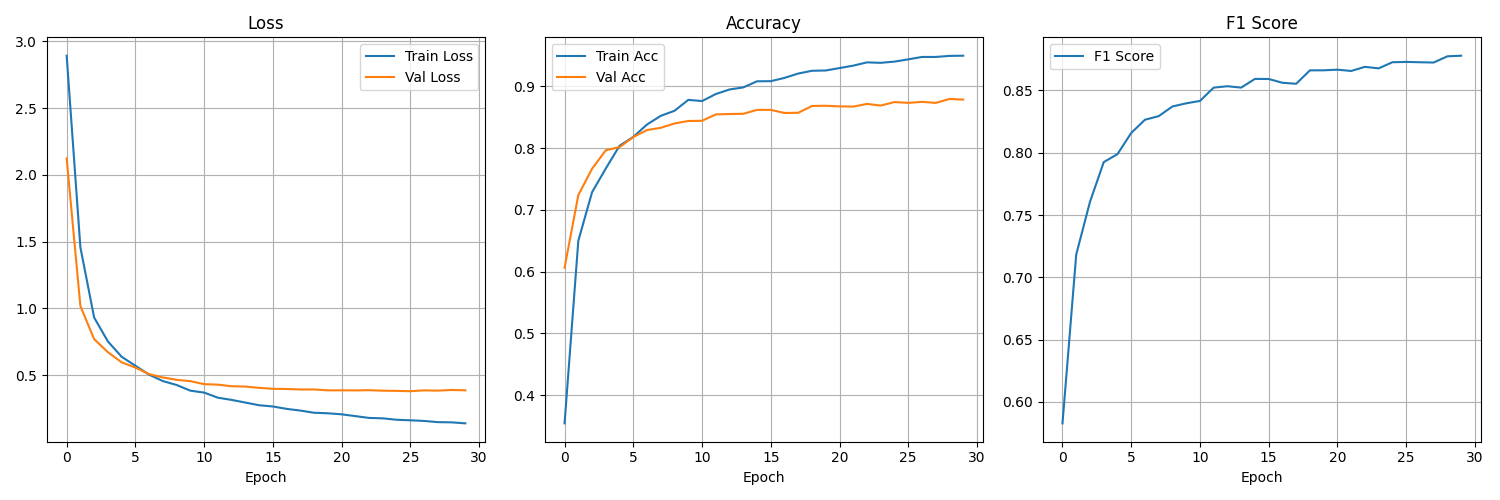 Loss
3.0
2.5
2.0
1.5
1.0
0.5
Train Loss
Val Loss
0 5 10 15 20 25 30
Epoch
Accuracy
0.9
0.8
0.7
0.6
0.5
0.4
Train Acc
Val Acc
0 5 10 15 20 25 30
Epoch
F1 Score
0.85
0.80
0.75
0.70
0.65
0.60
F1 Score
0 5 10 15 20 25 30
Epoch